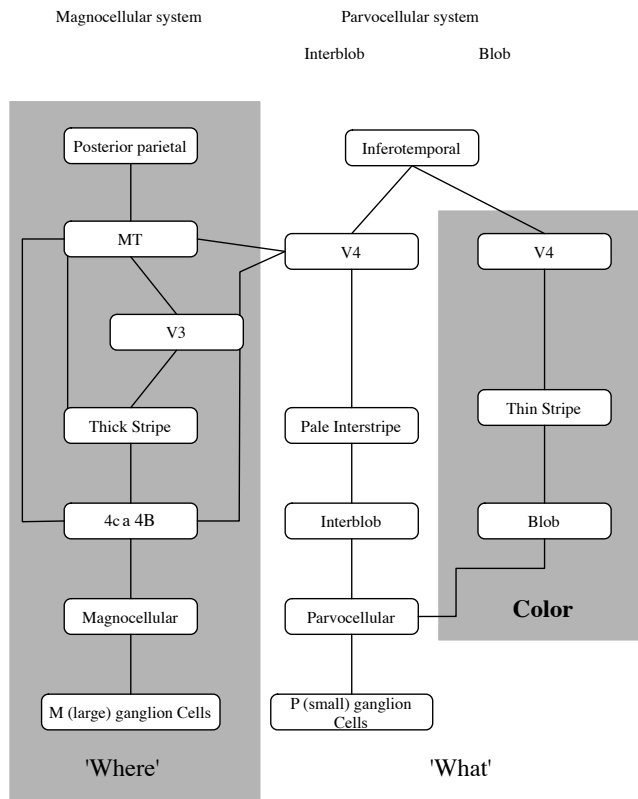 Magnocellular system
Parvocellular system
Interblob
Blob
Posterior parietal
Inferotemporal
MT
V4
V4
V3
Thin Stripe
Thick Stripe
Pale Interstripe
4c a 4B
Interblob
Blob
Magnocellular
Parvocellular
Color
M (large) ganglion Cells
P (small) ganglion
Cells
'Where'
'What'